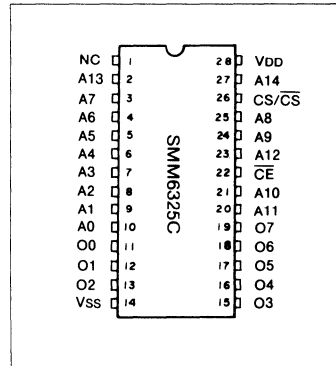 NC 1 28 VDD
A13 2 27 A14
A7 3 26 CS/C̅S̅
A6 4 25 A8
A5 5 24 A9
A4 6 23 A12
A3 7 22 C̅E̅
A2 8 21 A10
A1 9 20 A11
A0 10 19 O7
O0 11 18 O6
O1 12 17 O5
O2 13 16 O4
VSS 14 15 O3
SMM6325C